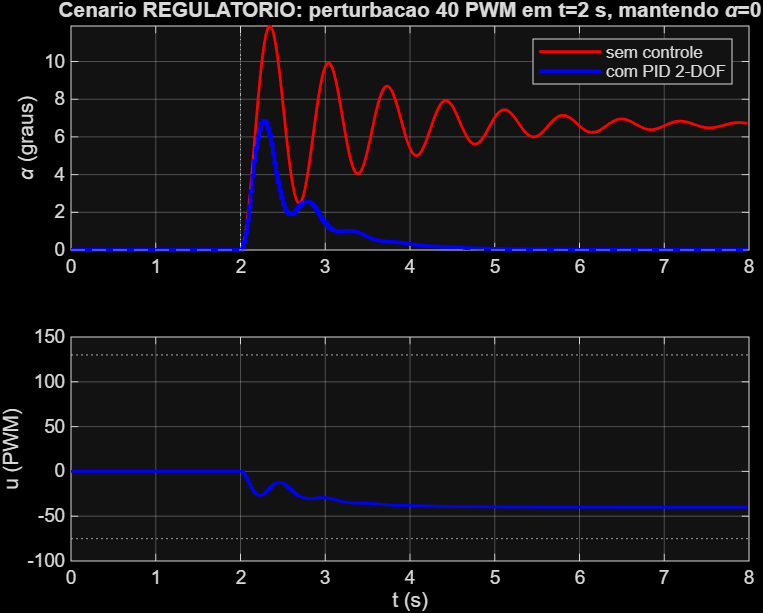 Cenario REGULATORIO: perturbacao 40 PWM em t=2 s, mantendo α=0
α (graus)
10
8
6
4
2
0
sem controle
com PID 2-DOF
0 1 2 3 4 5 6 7 8
u (PWM)
150
100
50
0
-50
-100
0 1 2 3 4 5 6 7 8
t (s)